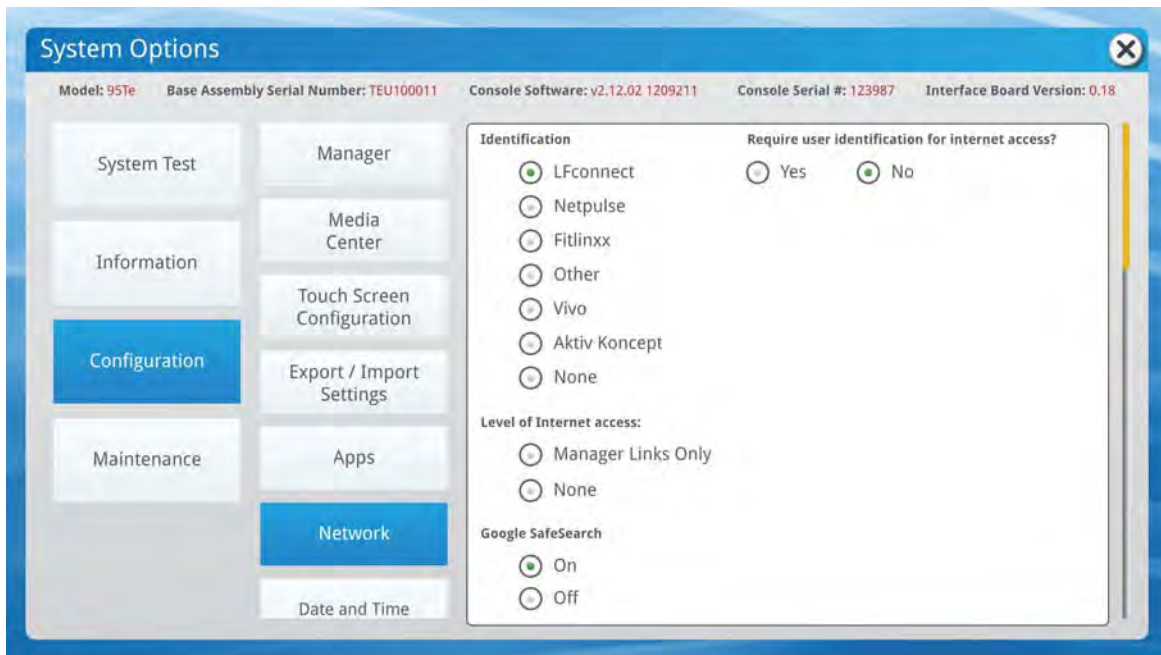 System Options
Model: 95Te Base Assembly Serial Number: TEU100011 Console Software: v2.12.02 1209211 Console Serial #: 123987 Interface Board Version: 0.18
System Test
Information
Configuration
Maintenance
Manager
Media
Center
Touch Screen
Configuration
Export / Import
Settings
Apps
Network
Date and Time
Identification
LFconnect
Netpulse
Fitlinxx
Other
Vivo
Aktiv Koncept
None
Require user identification for internet access?
Yes No
Level of Internet access:
Manager Links Only
None
Google SafeSearch
On
Off